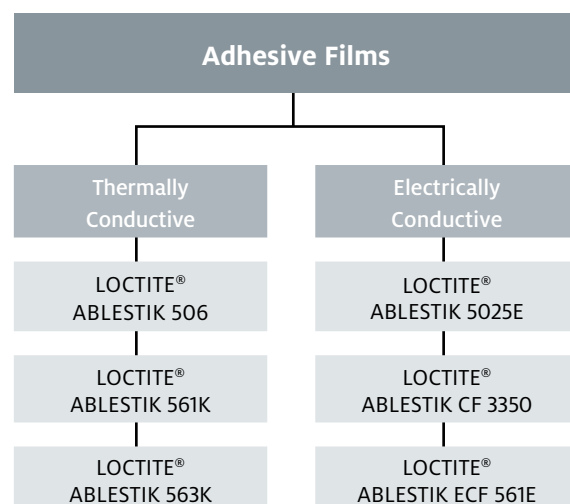 Adhesive Films
Thermally
Conductive
LOCTITE®
ABLESTIK 506
LOCTITE®
ABLESTIK 561K
LOCTITE®
ABLESTIK 563K
Electrically
Conductive
LOCTITE®
ABLESTIK 5025E
LOCTITE®
ABLESTIK CF 3350
LOCTITE®
ABLESTIK ECF 561E